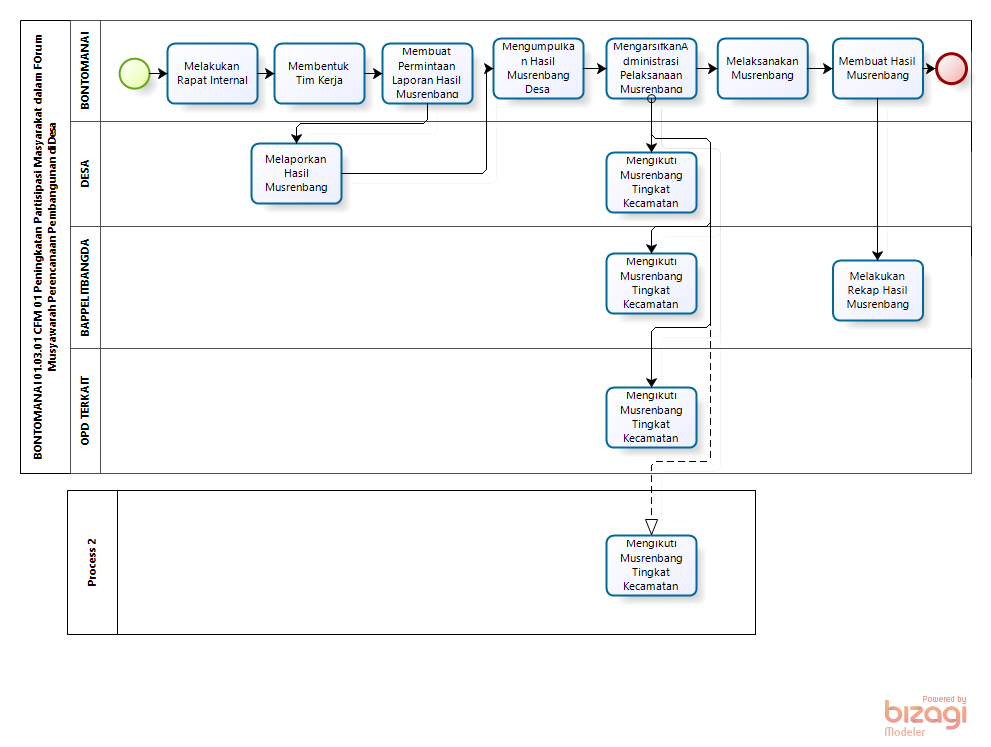 BONTOMANAI 01.03.01 CFM 01 Peningkatan Partisipasi Masyarakat dalam FOrum
Musyawarah Perencanaan Pembangunan diDesa
BONTOMANAI
Melakukan
Rapat Internal
Membentuk
Tim Kerja
Membuat
Permintaan
Laporan Hasil
Musrenbang
Mengumpulka
n Hasil
Musrenbang
Desa
MengarsifkanA
dministrasi
Pelaksanaan
Musrenbang
Melaksanakan
Musrenbang
Membuat Hasil
Musrenbang
DESA
Melaporkan
Hasil
Musrenbang
Mengikuti
Musrenbang
Tingkat
Kecamatan
BAPPELITBANGDA
Mengikuti
Musrenbang
Tingkat
Kecamatan
Melakukan
Rekap Hasil
Musrenbang
OPD TERKAIT
Mengikuti
Musrenbang
Tingkat
Kecamatan
Process 2
Mengikuti
Musrenbang
Tingkat
Kecamatan
Powered by
bizagi
Modeler